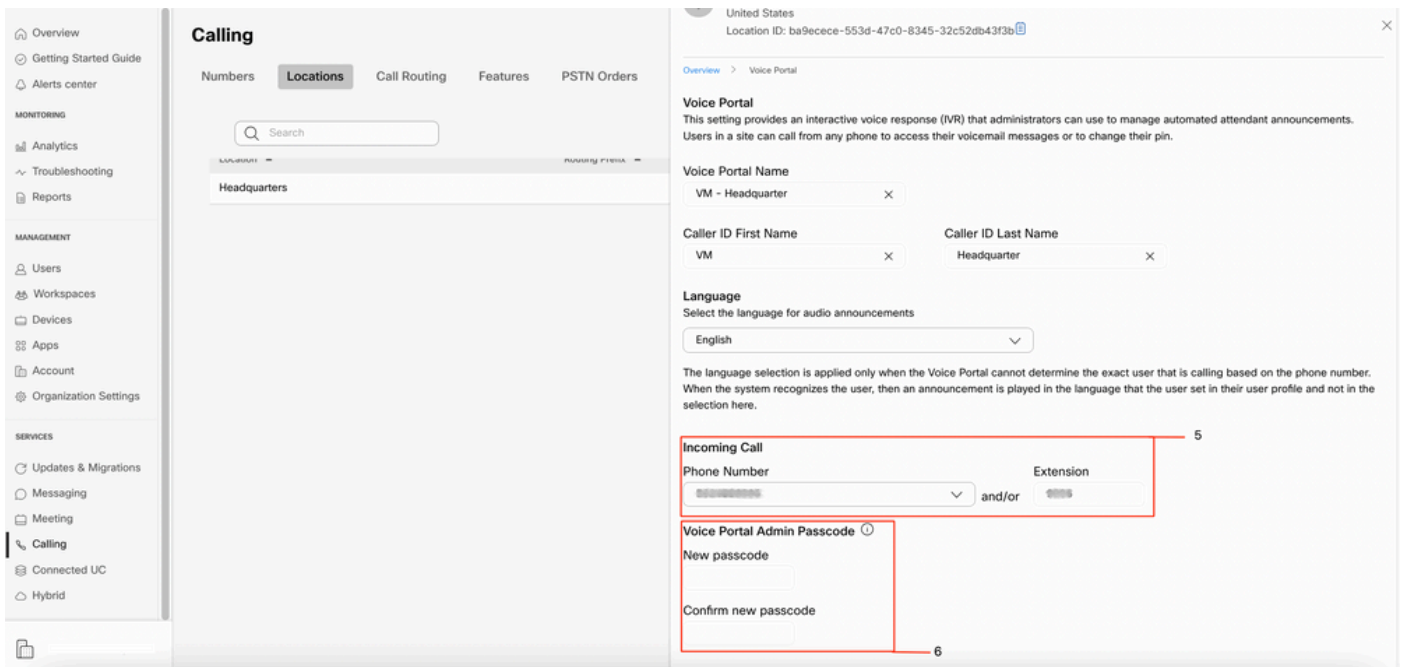 Overview
Getting Started Guide
Alerts center
MONITORING
Analytics
Troubleshooting
Reports
MANAGEMENT
Users
Workspaces
Devices
Apps
Account
Organization Settings
SERVICES
Updates & Migrations
Messaging
Meeting
Calling
Connected UC
Hybrid
Calling
Numbers Locations Call Routing Features PSTN Orders
Search
Location Routing Prefix
Headquarters
United States
Location ID: ba9ecece-553d-47c0-8345-32c52db43f3b
Overview > Voice Portal
Voice Portal
This setting provides an interactive voice response (IVR) that administrators can use to manage automated attendant announcements.
Users in a site can call from any phone to access their voicemail messages or to change their pin.
Voice Portal Name
VM - Headquarter
Caller ID First Name Caller ID Last Name
VM Headquarter
Language
Select the language for audio announcements
English
The language selection is applied only when the Voice Portal cannot determine the exact user that is calling based on the phone number.
When the system recognizes the user, then an announcement is played in the language that the user set in their user profile and not in the
selection here.
5
Incoming Call
Phone Number Extension
and/or
Voice Portal Admin Passcode
New passcode
Confirm new passcode
6